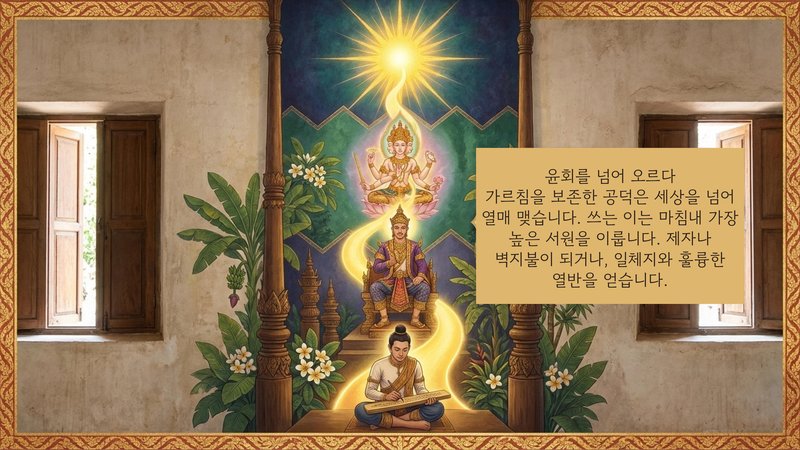 윤회를 넘어 오르다
가르침을 보존한 공덕은 세상을 넘어
열매 맺습니다. 쓰는 이는 마침내 가장
높은 서원을 이룹니다. 제자나
벽지불이 되거나, 일체지와 훌륭한
열반을 얻습니다.